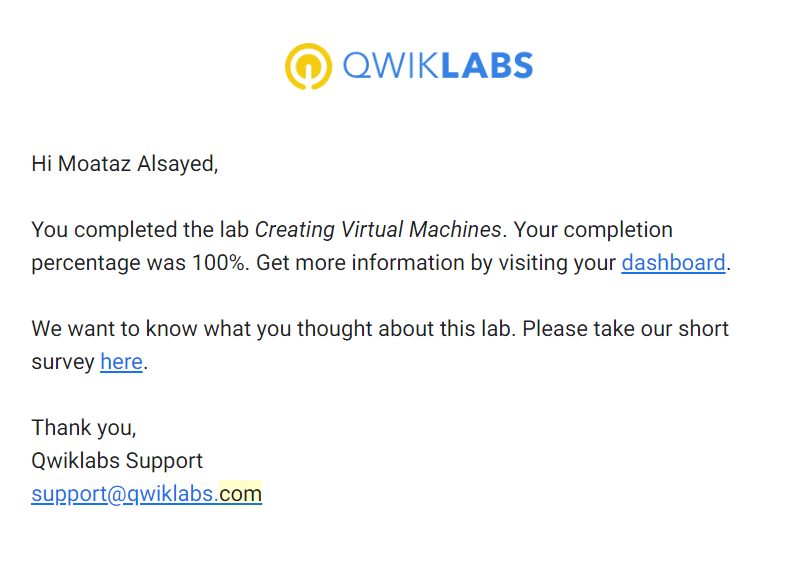 QWIKLABS
Hi Moataz Alsayed,
You completed the lab Creating Virtual Machines. Your completion
percentage was 100%. Get more information by visiting your dashboard.
We want to know what you thought about this lab. Please take our short
survey here.
Thank you,
Qwiklabs Support
support@qwiklabs.com